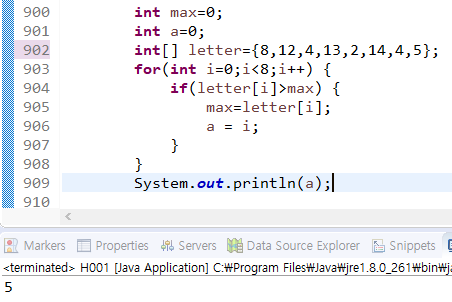 900 int max=0;
901 int a=0;
902 int[] letter={8,12,4,13,2,14,4,5};
903 for(int i=0;i<8;i++) {
904 if(letter[i]>max) {
905 max=letter[i];
906 a = i;
907 }
908 }
909 System.out.println(a);
910
Markers Properties Servers Data Source Explorer Snippets
<terminated> H001 [Java Application] C:₩Program Files₩Java₩jre1.8.0_261₩bin₩ja
5